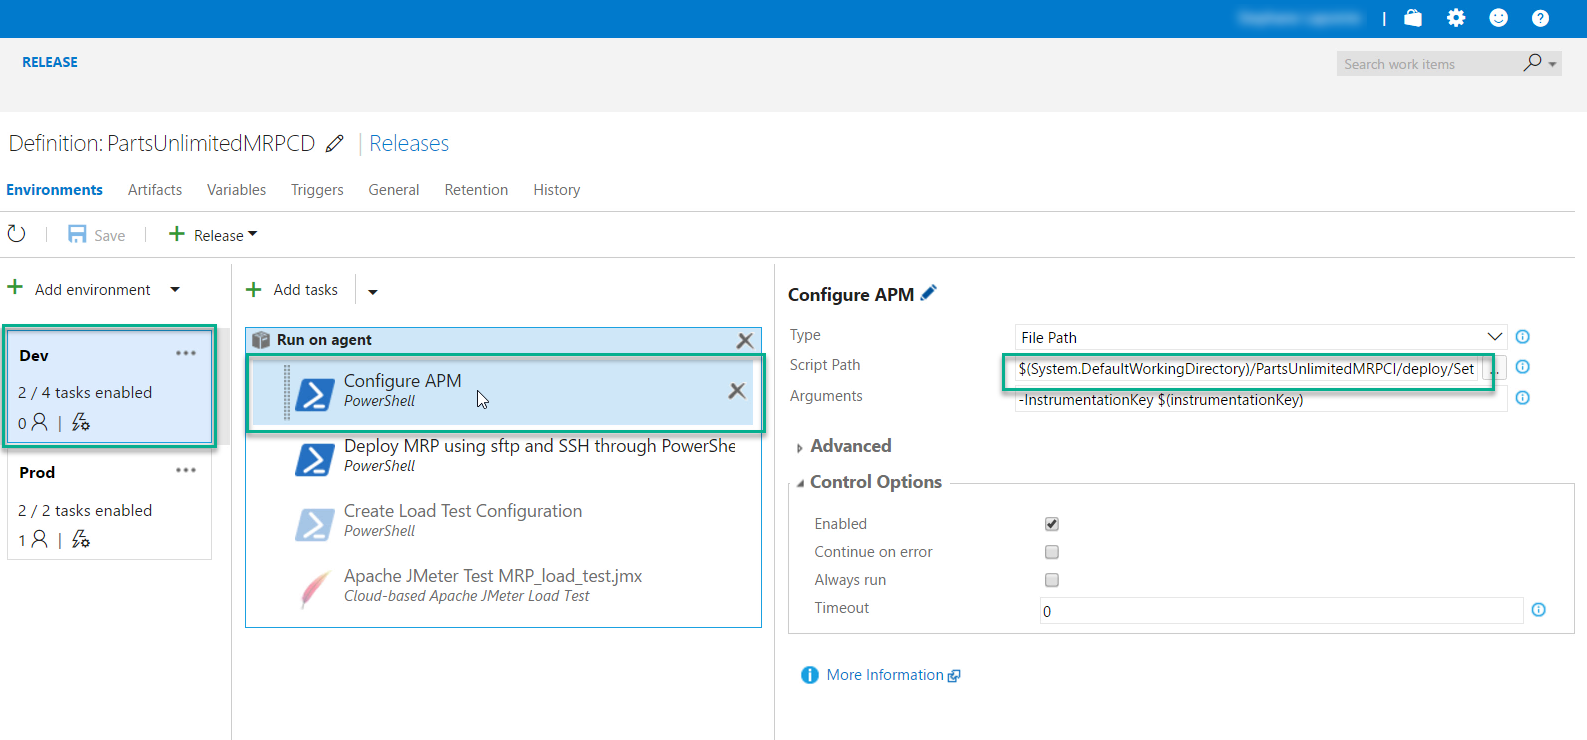 RELEASE
Search work items
Definition: PartsUnlimitedMRPCD | Releases
Environments Artifacts Variables Triggers General Retention History
Save Release
Add environment
Dev
2 / 4 tasks enabled
0
Prod
2 / 2 tasks enabled
1
Add tasks
Run on agent
Configure APM
PowerShell
Deploy MRP using sftp and SSH through PowerShe
PowerShell
Create Load Test Configuration
PowerShell
Apache JMeter Test MRP_load_test.jmx
Cloud-based Apache JMeter Load Test
Configure APM
Type File Path
Script Path $(System.DefaultWorkingDirectory)/PartsUnlimitedMRPCI/deploy/Set
Arguments -InstrumentationKey $(instrumentationKey)
Advanced
Control Options
Enabled
Continue on error
Always run
Timeout 0
More Information